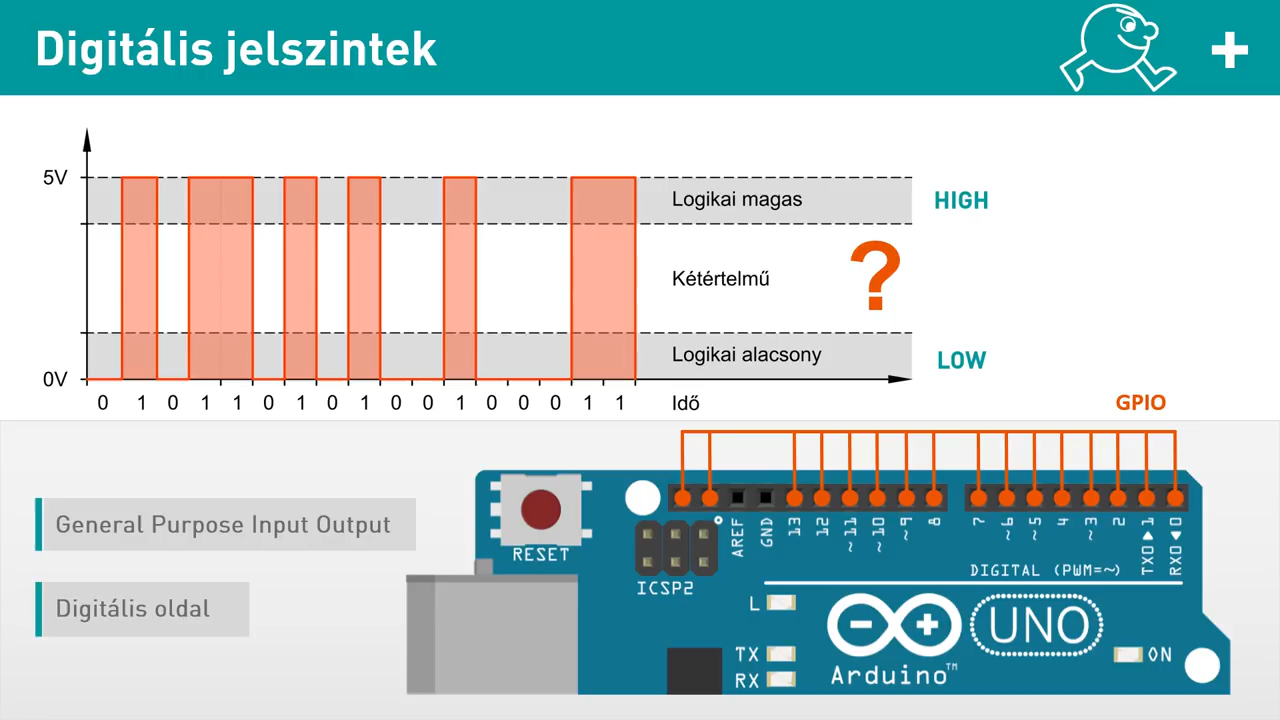 Digitális jelszintek
5V
Logikai magas
HIGH
Kétértelmű
?
Logikai alacsony
LOW
0V
0 1 0 1 1 0 1 0 1 0 0 1 0 0 0 1 1
Idő
GPIO
General Purpose Input Output
Digitális oldal
RESET
ICSP2
AREF
GND
13
12
~11
~10
~9
8
7
~6
~5
4
~3
2
TX0▶1
RX0◀0
DIGITAL (PWM=~)
L
TX
RX
UNO
Arduino™
ON